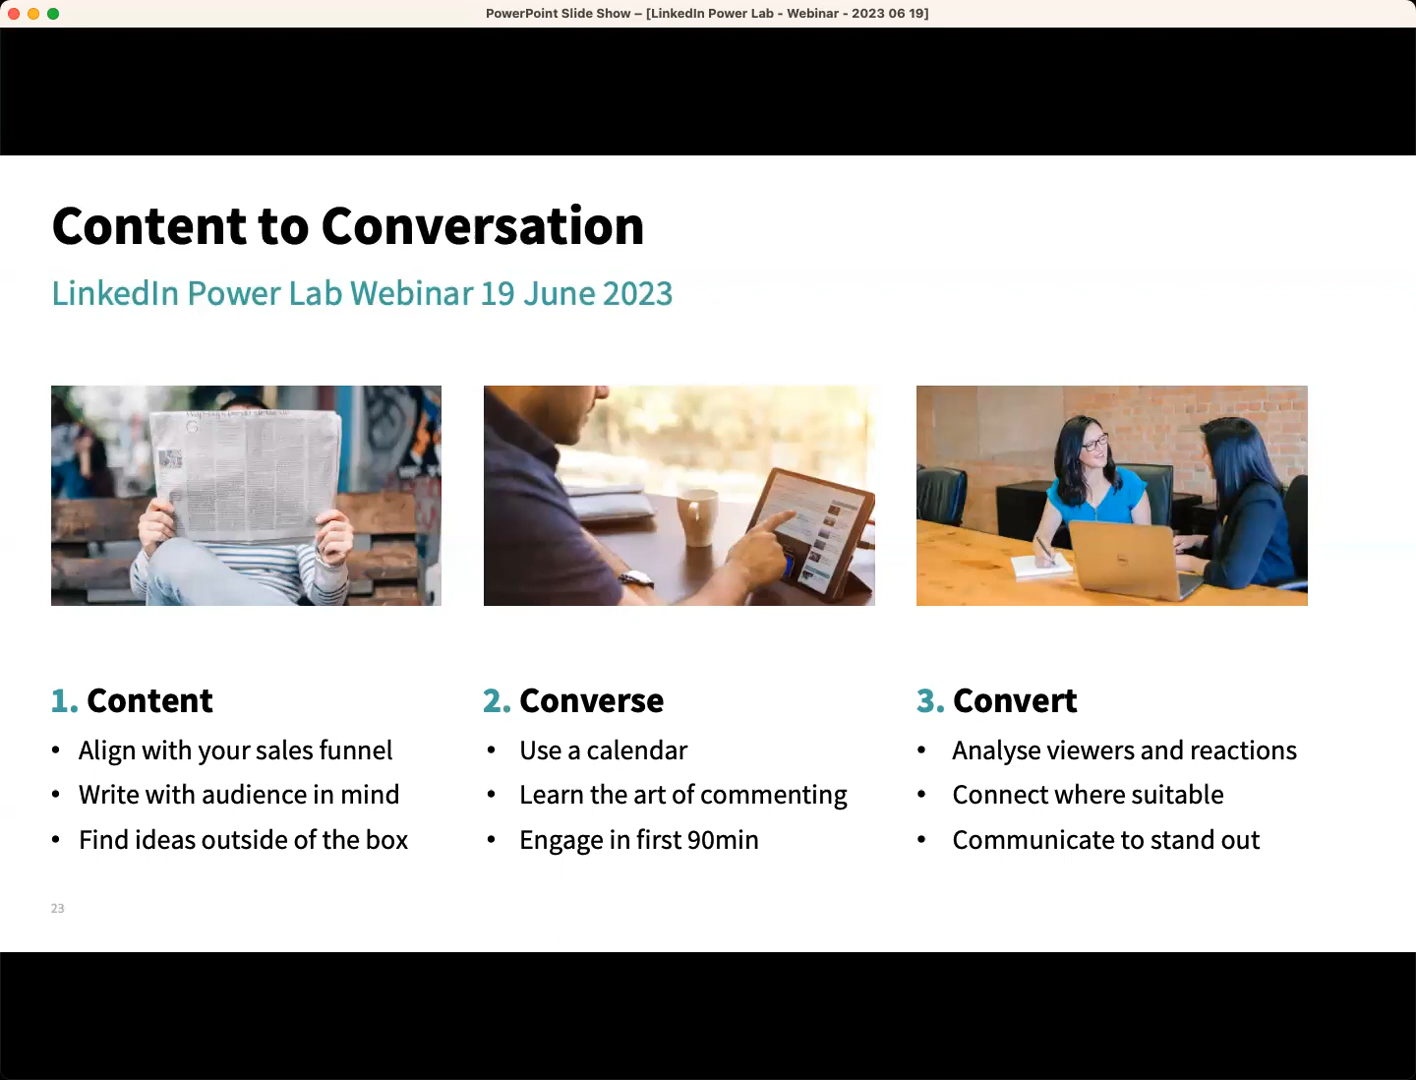 PowerPoint Slide Show – [LinkedIn Power Lab - Webinar - 2023 06 19]
Content to Conversation
LinkedIn Power Lab Webinar 19 June 2023
1. Content
• Align with your sales funnel
• Write with audience in mind
• Find ideas outside of the box
2. Converse
• Use a calendar
• Learn the art of commenting
• Engage in first 90min
3. Convert
• Analyse viewers and reactions
• Connect where suitable
• Communicate to stand out
23